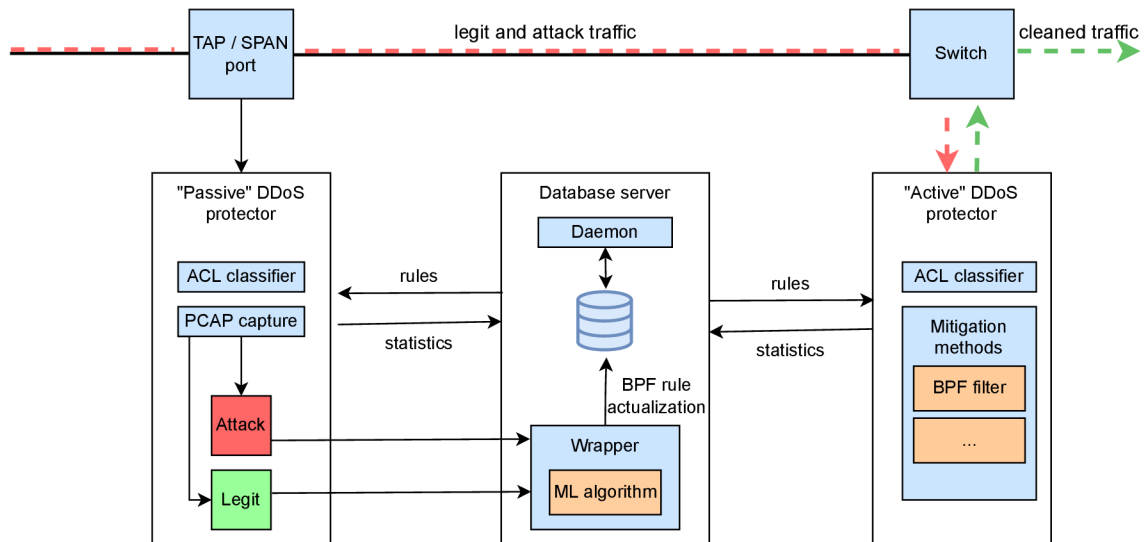 TAP / SPAN
port
legit and attack traffic
Switch
cleaned traffic
"Passive" DDoS
protector
ACL classifier
PCAP capture
Attack
Legit
rules
statistics
Database server
Daemon
BPF rule
actualization
Wrapper
ML algorithm
rules
statistics
"Active" DDoS
protector
ACL classifier
Mitigation
methods
BPF filter
...